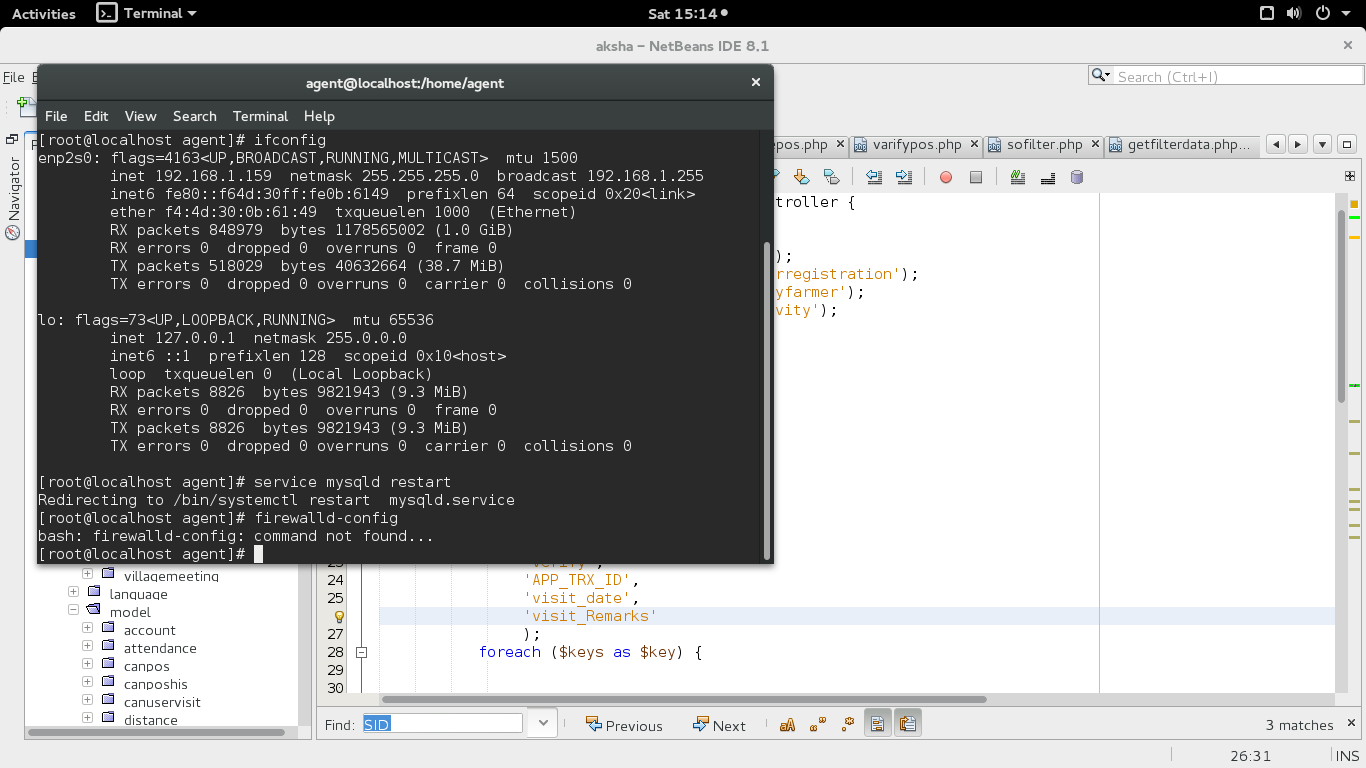 Activities Terminal Sat 15:14
aksha – NetBeans IDE 8.1
File
Search (Ctrl+I)
agent@localhost:/home/agent
File Edit View Search Terminal Help
[root@localhost agent]# ifconfig
enp2s0: flags=4163<UP,BROADCAST,RUNNING,MULTICAST>  mtu 1500
        inet 192.168.1.159  netmask 255.255.255.0  broadcast 192.168.1.255
        inet6 fe80::f64d:30ff:fe0b:6149  prefixlen 64  scopeid 0x20<link>
        ether f4:4d:30:0b:61:49  txqueuelen 1000  (Ethernet)
        RX packets 848979  bytes 1178565002 (1.0 GiB)
        RX errors 0  dropped 0  overruns 0  frame 0
        TX packets 518029  bytes 40632664 (38.7 MiB)
        TX errors 0  dropped 0 overruns 0  carrier 0  collisions 0
lo: flags=73<UP,LOOPBACK,RUNNING>  mtu 65536
        inet 127.0.0.1  netmask 255.0.0.0
        inet6 ::1  prefixlen 128  scopeid 0x10<host>
        loop  txqueuelen 0  (Local Loopback)
        RX packets 8826  bytes 9821943 (9.3 MiB)
        RX errors 0  dropped 0  overruns 0  frame 0
        TX packets 8826  bytes 9821943 (9.3 MiB)
        TX errors 0  dropped 0 overruns 0  carrier 0  collisions 0
[root@localhost agent]# service mysqld restart
Redirecting to /bin/systemctl restart  mysqld.service
[root@localhost agent]# firewalld-config
bash: firewalld-config: command not found...
[root@localhost agent]#
Navigator
epos.php varifypos.php sofilter.php getfilterdata.php...
troller {
);
rregistration');
yfarmer');
vity');
villagemeeting
language
model
account
attendance
canpos
canposhis
canuservisit
distance
24 'APP_TRX_ID',
25 'visit_date',
'visit_Remarks'
27 );
28 foreach ($keys as $key) {
29
30
Find: SID Previous Next 3 matches
26:31 INS